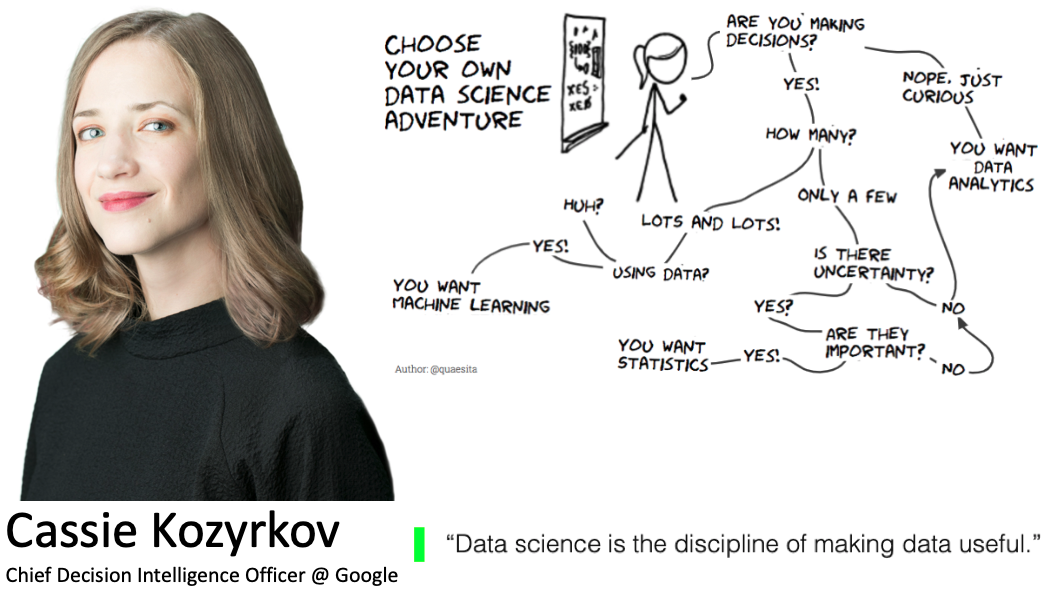 CHOOSE
YOUR OWN
DATA SCIENCE
ADVENTURE
ARE YOU MAKING
DECISIONS?
YES!
NOPE, JUST
CURIOUS
HOW MANY?
YOU WANT
DATA
ANALYTICS
ONLY A FEW
HUH?
LOTS AND LOTS!
YES!
USING DATA?
IS THERE
UNCERTAINTY?
YOU WANT
MACHINE LEARNING
YES?
NO
ARE THEY
IMPORTANT?
YOU WANT
STATISTICS
YES!
NO
Author: @quaesita
Cassie Kozyrkov
Chief Decision Intelligence Officer @ Google
“Data science is the discipline of making data useful.”